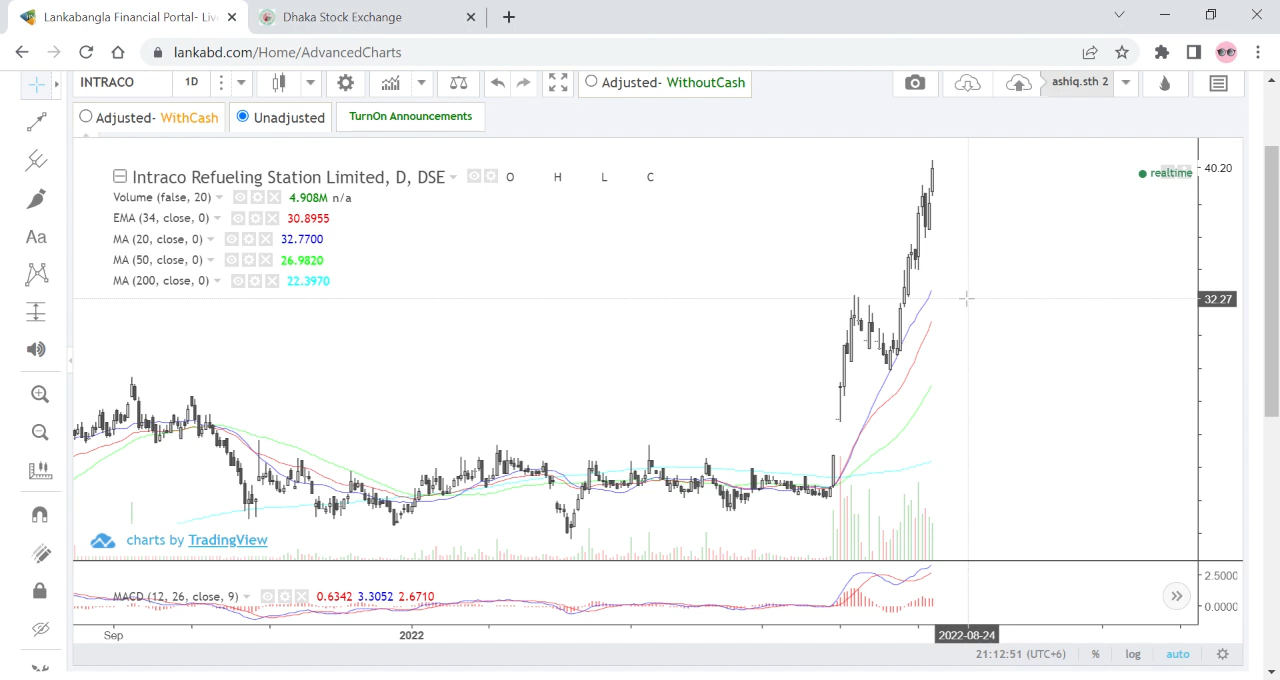 Lankabangla Financial Portal- Liv
Dhaka Stock Exchange
lankabd.com/Home/AdvancedCharts
INTRACO
1D
Adjusted- WithoutCash
ashiq.sth 2
Adjusted- WithCash
Unadjusted
TurnOn Announcements
Intraco Refueling Station Limited, D, DSE
O H L C
realtime
40.20
Volume (false, 20) 4.908M n/a
EMA (34, close, 0) 30.8955
MA (20, close, 0) 32.7700
MA (50, close, 0) 26.9820
MA (200, close, 0) 22.3970
Aa
32.27
charts by TradingView
2.5000
MACD (12, 26, close, 9) 0.6342 3.3052 2.6710
0.0000
Sep
2022
2022-08-24
21:12:51 (UTC+6)
%
log
auto